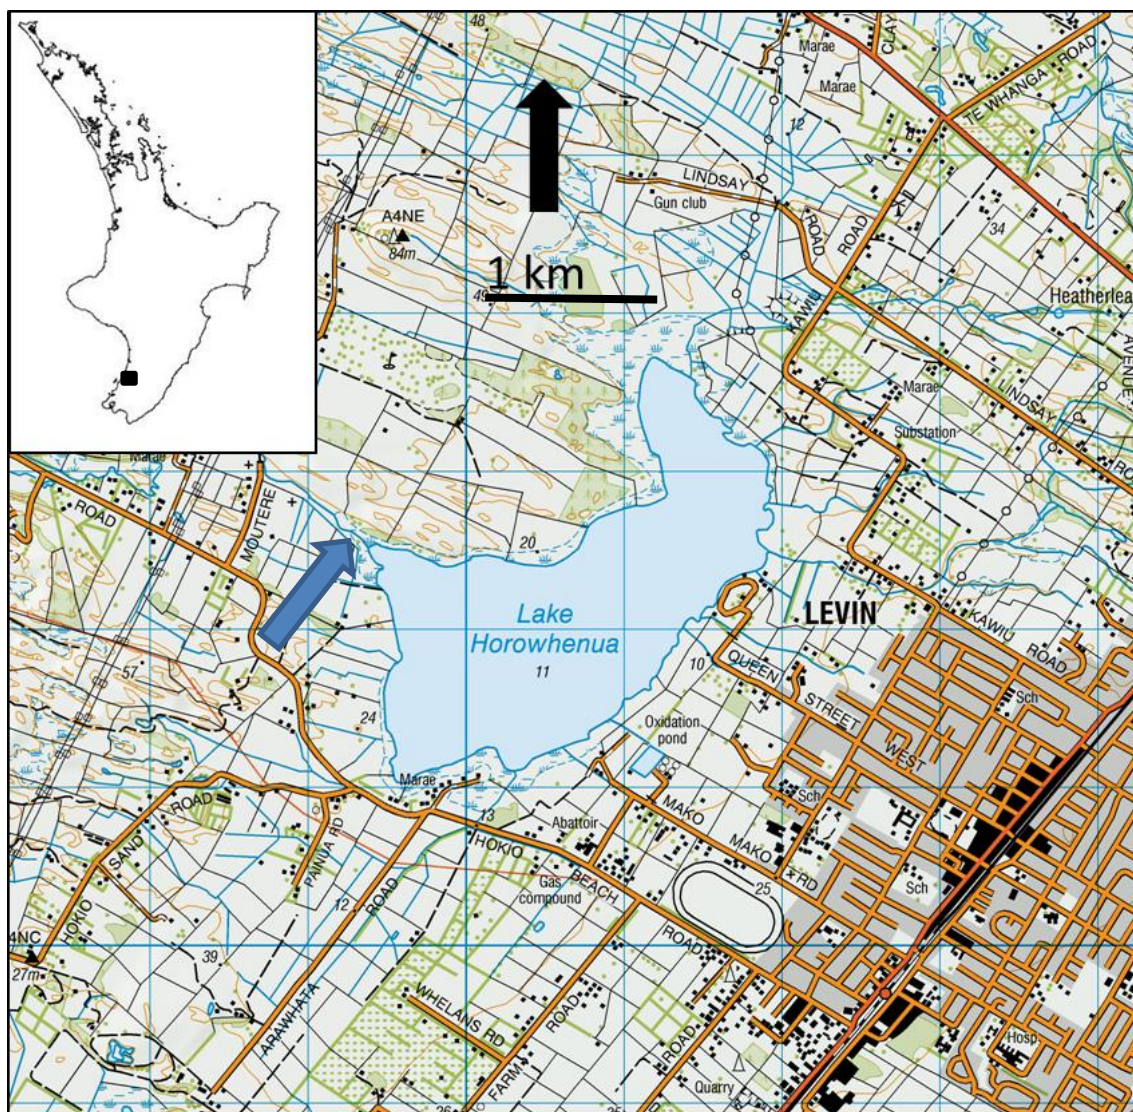 48
Marae
CLAY
Marae
TE WHANGA ROAD
12
LINDSAY
ROAD
Gun club
A4NE
84m
ROAD
34
1 km
49
KAWIU
Heatherlea
AVENUE
Marae
LINDSAY
Substation
Marae
ROAD
MOUTERE
20
Lake
Horowhenua
11
LEVIN
KAWIU
ROAD
57
10
QUEEN
STREET
WEST
Sch
24
Oxidation
pond
Marae
ROAD
SAND
HOKIO
PAINUA RD
13
Abattoir
MAKO
MAKO
RD
Sch
HOKIO
BEACH
ROAD
Gas
compound
25
Sch
12
ROAD
ARAWHATA
4NC
27m
39
WHELANS RD
FARM
ROAD
ROAD
Quarry
Hosp
26